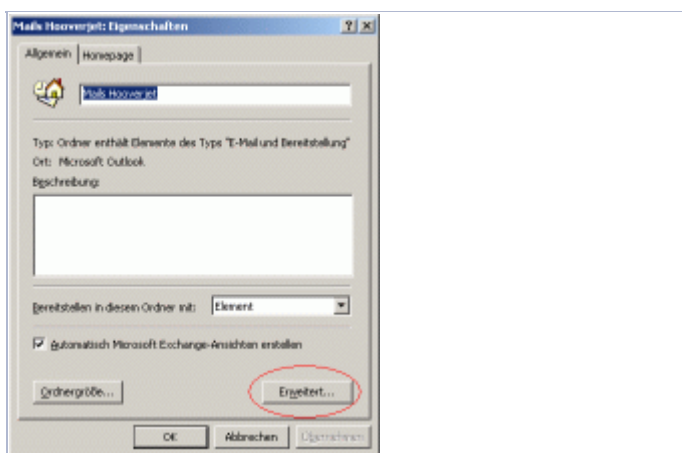 Mails Hooverjet: Eigenschaften
Allgemein Homepage
Mails Hooverjet
Typ: Ordner enthält Elemente des Typs "E-Mail und Bereitstellung"
Ort: Microsoft Outlook
Beschreibung:
Bereitstellen in diesem Ordner mit: Element
Automatisch Microsoft Exchange-Ansichten erstellen
Ordnergröße... Erweitert...
OK Abbrechen Übernehmen